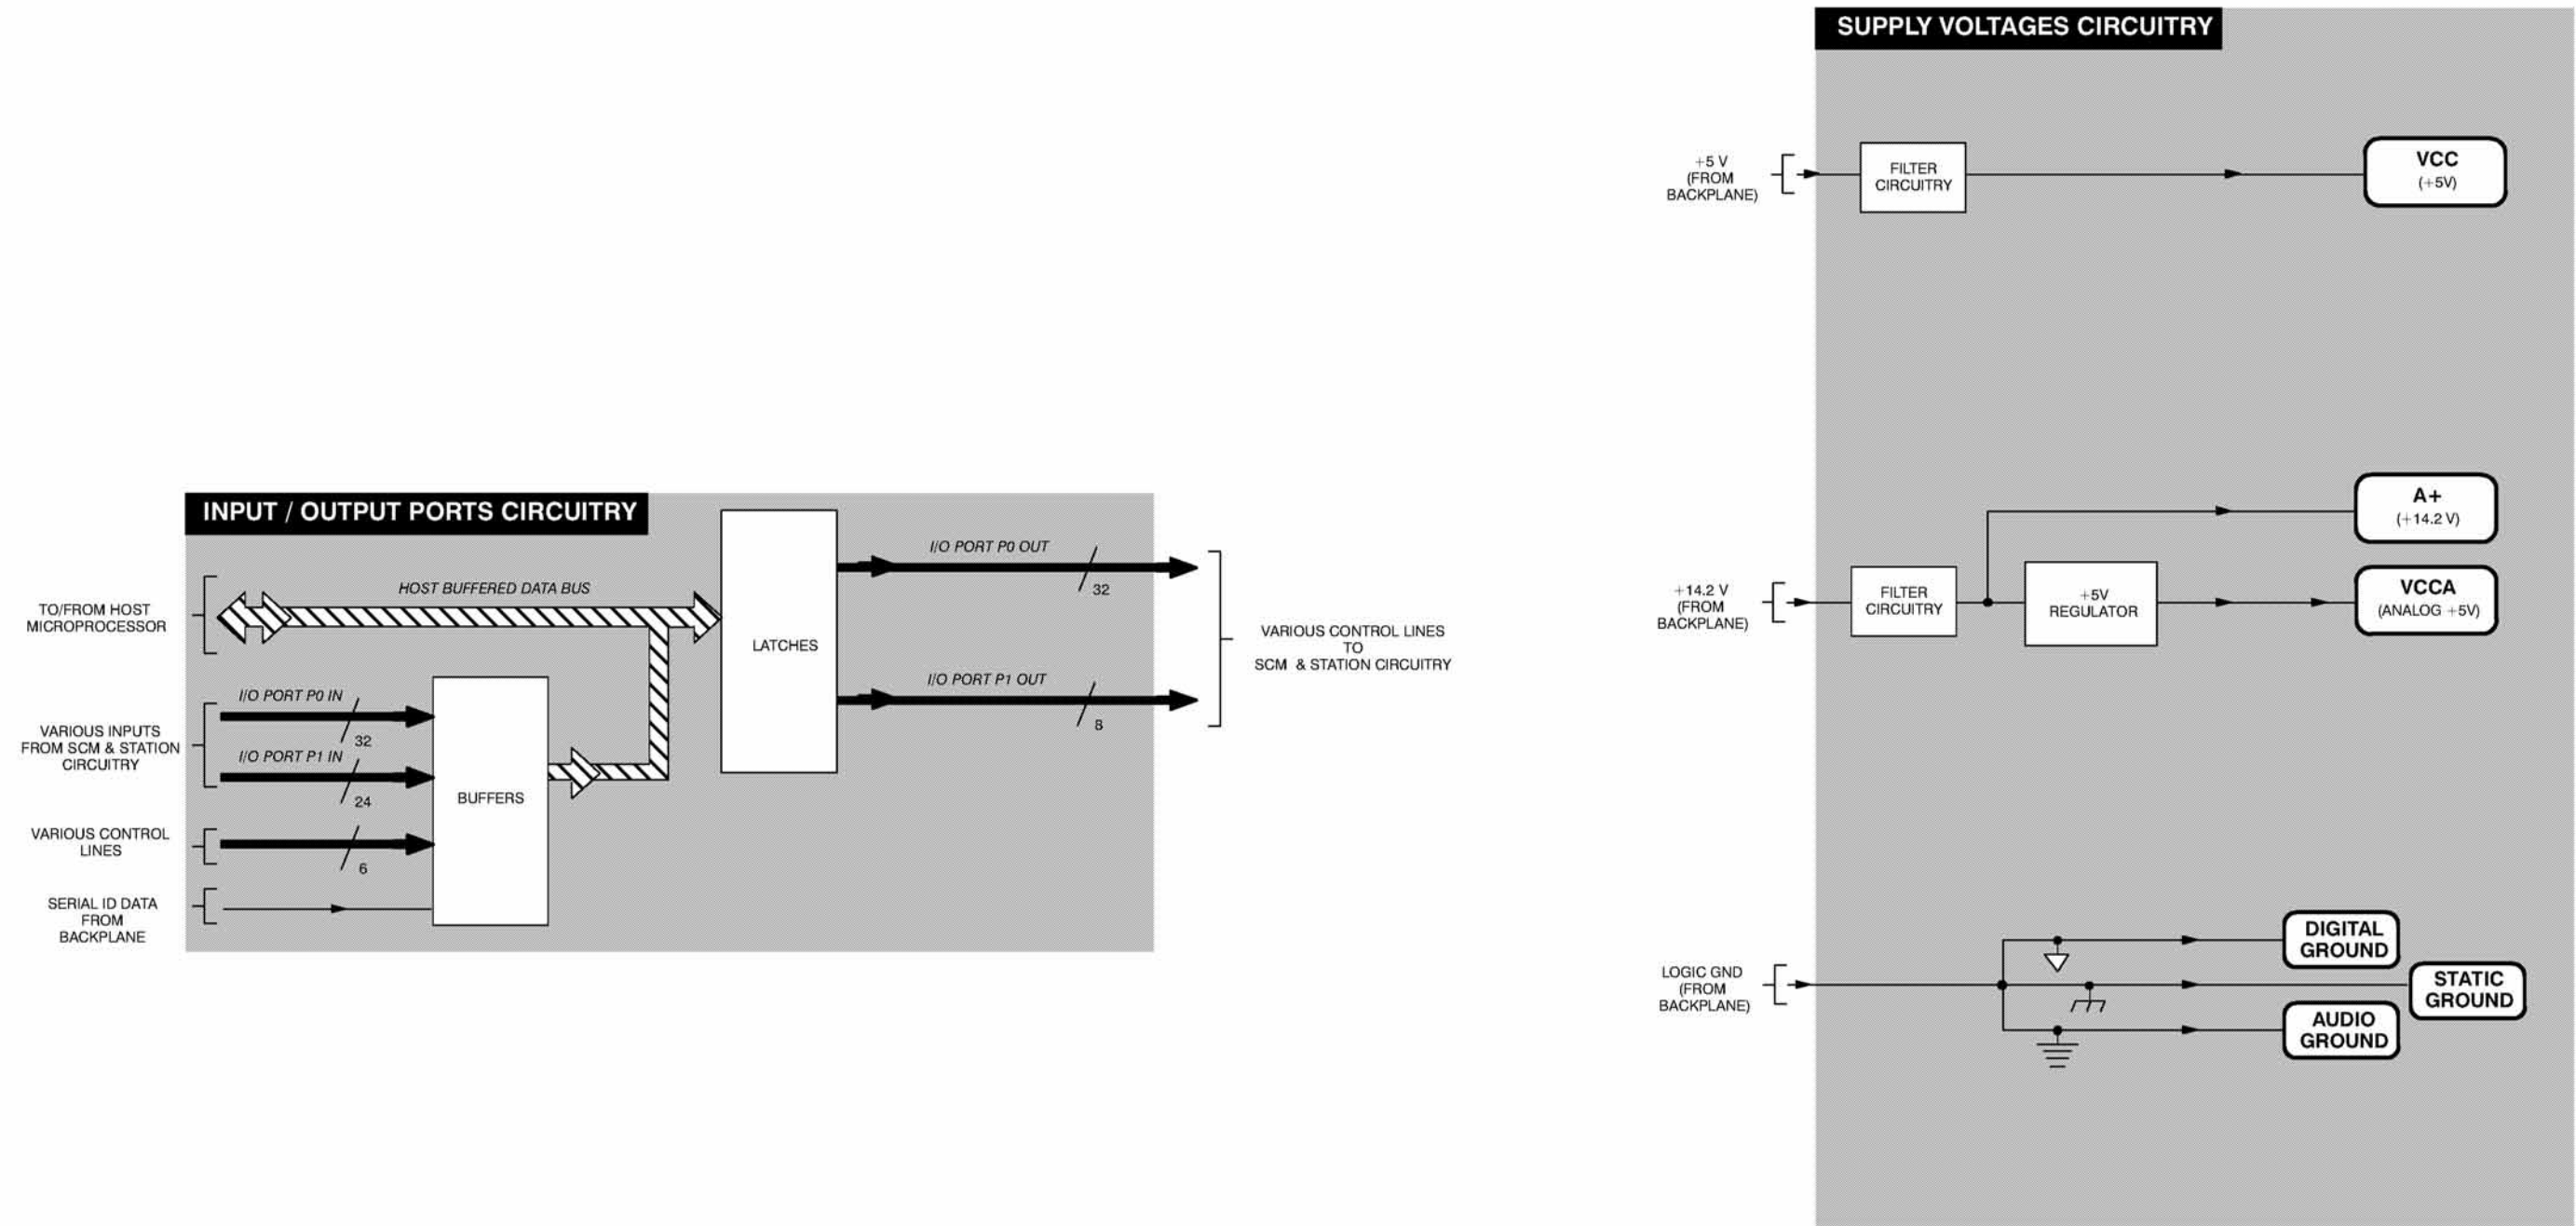 INPUT / OUTPUT PORTS CIRCUITRY
TO/FROM HOST
MICROPROCESSOR
HOST BUFFERED DATA BUS
VARIOUS INPUTS
FROM SCM & STATION
CIRCUITRY
I/O PORT P0 IN
32
I/O PORT P1 IN
24
VARIOUS CONTROL
LINES
6
SERIAL ID DATA
FROM
BACKPLANE
BUFFERS
LATCHES
I/O PORT P0 OUT
32
I/O PORT P1 OUT
8
VARIOUS CONTROL LINES
TO
SCM & STATION CIRCUITRY
SUPPLY VOLTAGES CIRCUITRY
+5 V
(FROM
BACKPLANE)
FILTER
CIRCUITRY
VCC
(+5V)
+14.2 V
(FROM
BACKPLANE)
FILTER
CIRCUITRY
+5V
REGULATOR
A+
(+14.2 V)
VCCA
(ANALOG +5V)
LOGIC GND
(FROM
BACKPLANE)
DIGITAL
GROUND
STATIC
GROUND
AUDIO
GROUND